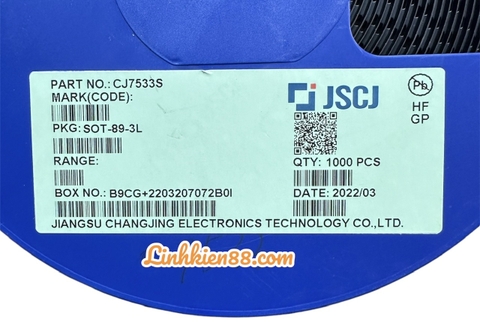 PART NO.: CJ7533S
MARK(CODE):
JSCJ
Pb
HF
GP
PKG: SOT-89-3L
RANGE:
QTY: 1000 PCS
BOX NO.: B9CG+2203207072B0I
DATE: 2022/03
JIANGSU CHANGJING ELECTRONICS TECHNOLOGY CO.,LTD.
Linhkien88.com